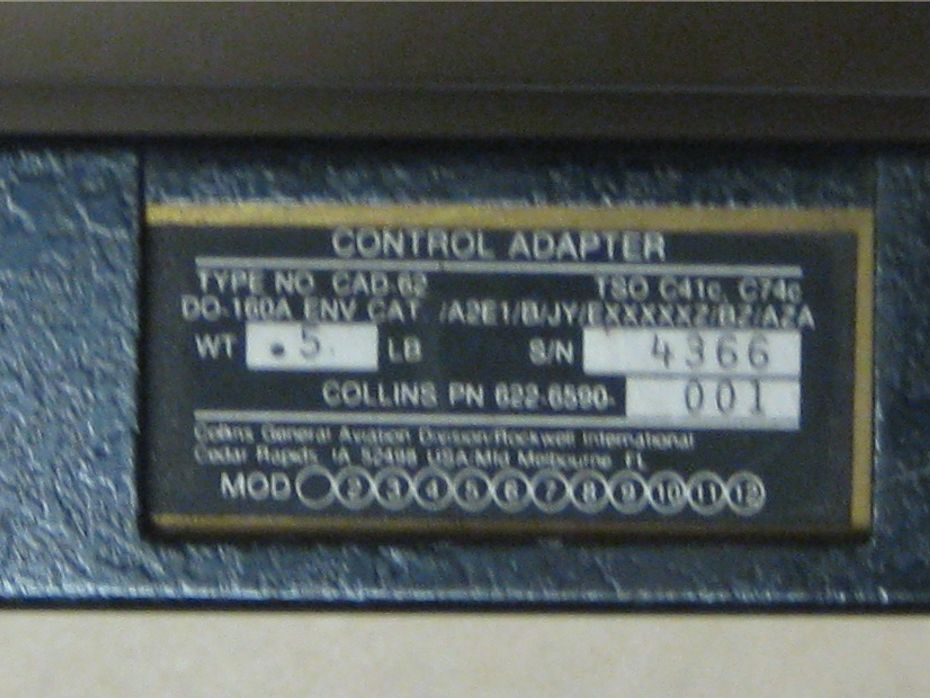 CONTROL ADAPTER
TYPE NO. CAD-62 TSO C41c, C74c
DO-160A ENV CAT /A2E1/B/JY/EXXXXXZ/BZ/AZA
WT .5 LB S/N 4366
COLLINS PN 622-6590-001
Collins General Aviation Division/Rockwell International
Cedar Rapids, IA 52498 USA/Mfd Melbourne, FL
MOD 2 3 4 5 6 7 8 9 10 11 12